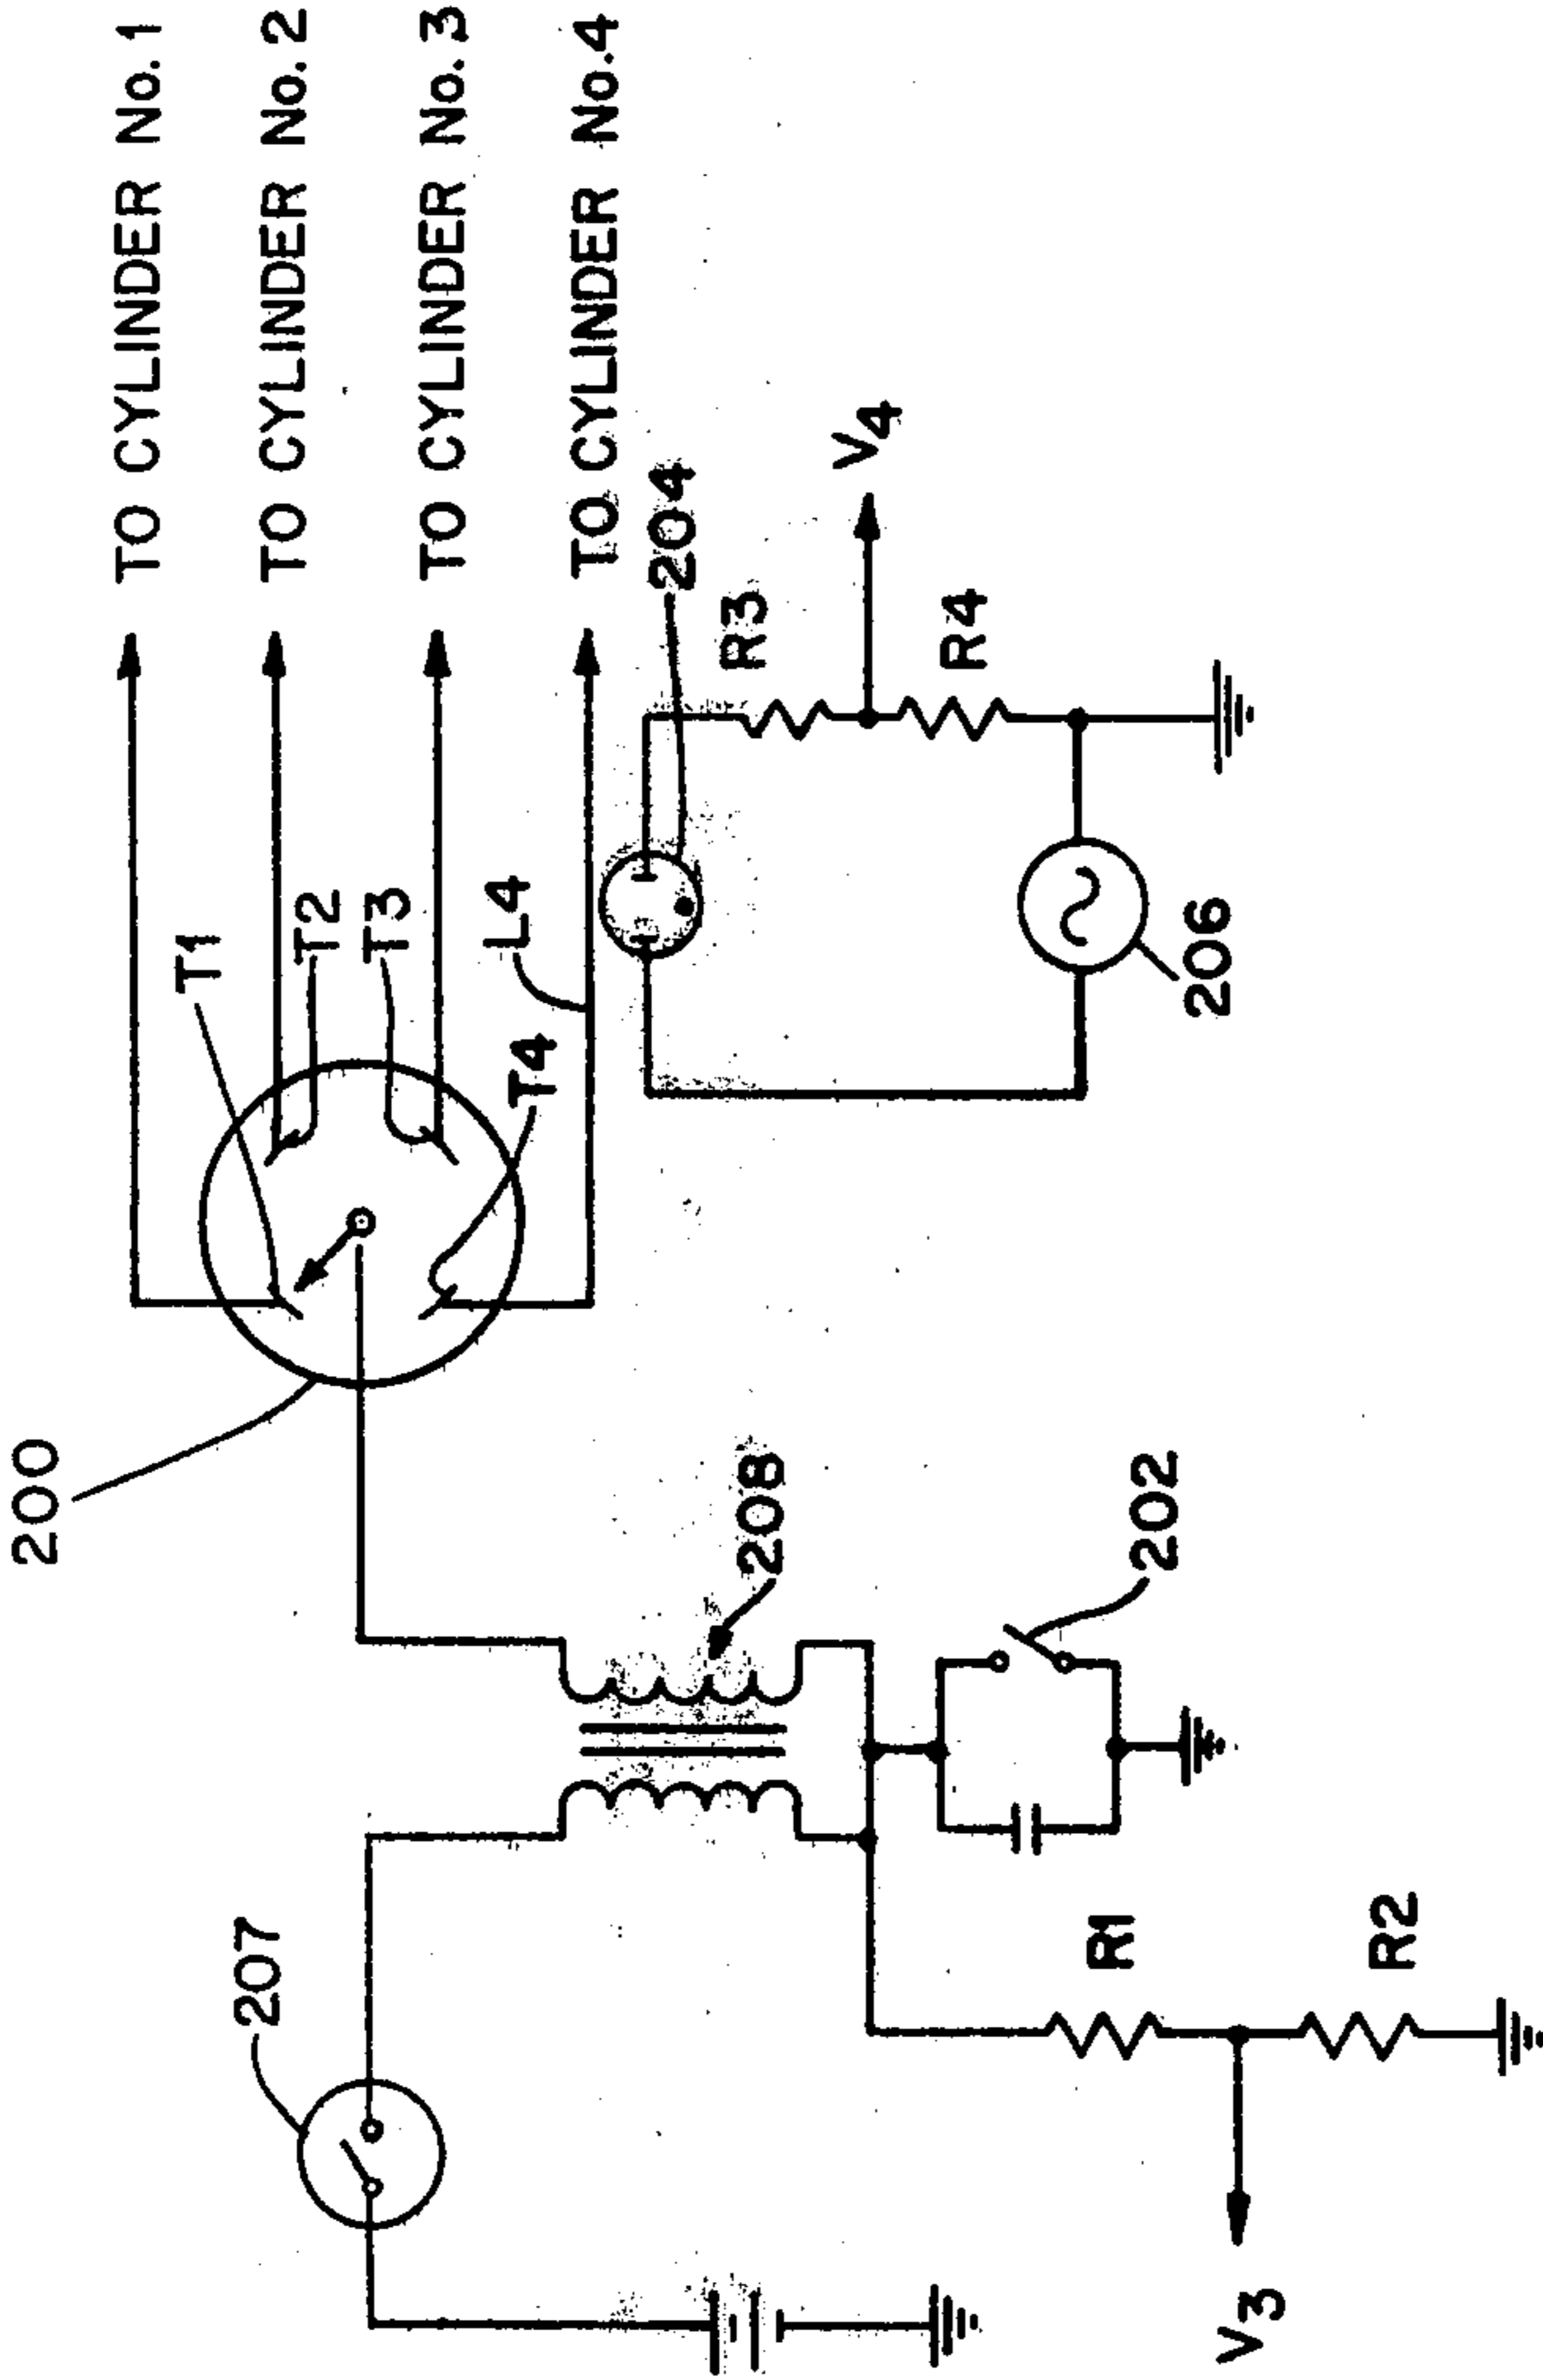 200
T1
TO CYLINDER No. 1
TO CYLINDER No. 2
T2
T3
TO CYLINDER No. 3
207
L4
TO CYLINDER No. 4
T4
204
208
R3
V4
R4
202
206
R1
V3
R2